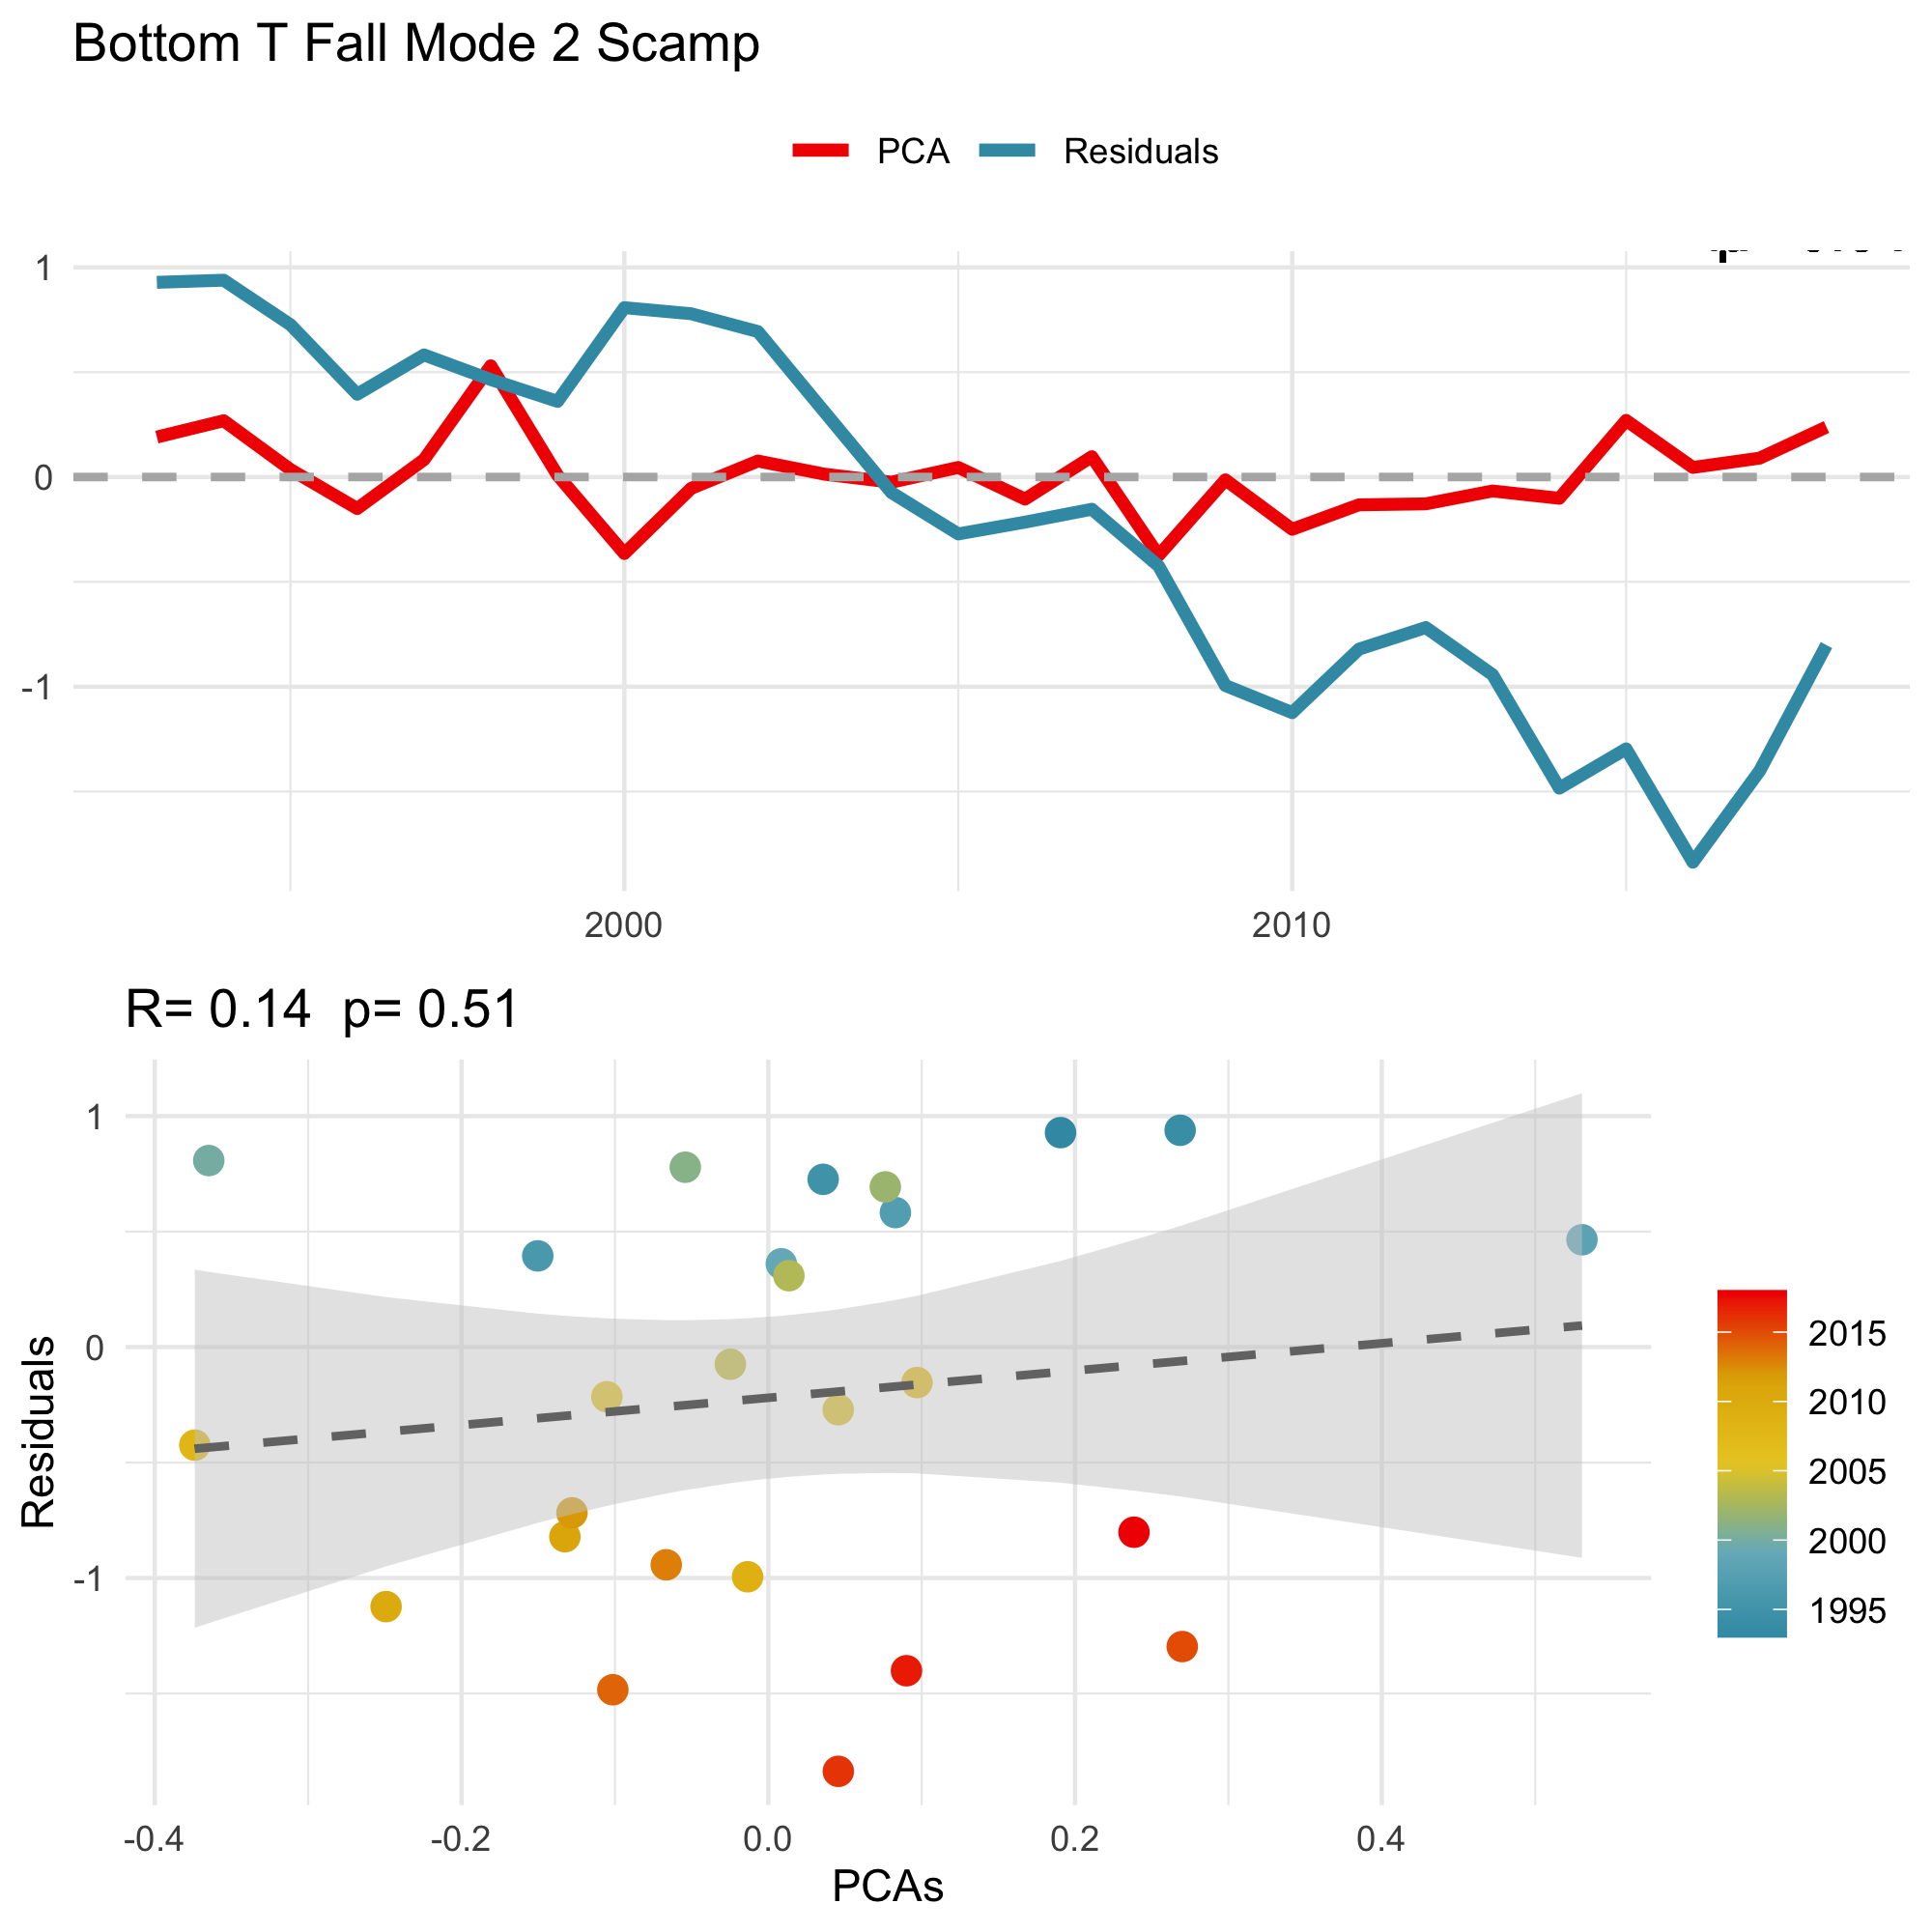 Bottom T Fall Mode 2 Scamp
PCA Residuals
1
0
-1
2000 2010
R= 0.14 p= 0.51
1
0
-1
Residuals
-0.4 -0.2 0.0 0.2 0.4
PCAs
2015
2010
2005
2000
1995